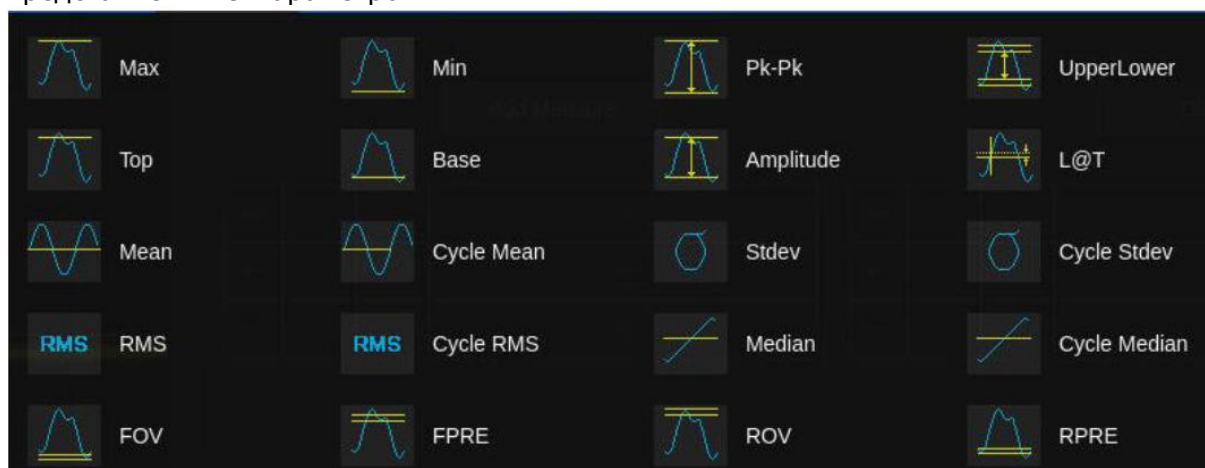 Max Min Pk-Pk UpperLower
Top Base Amplitude L@T
Mean Cycle Mean Stdev Cycle Stdev
RMS RMS RMS Cycle RMS Median Cycle Median
FOV FPRE ROV RPRE